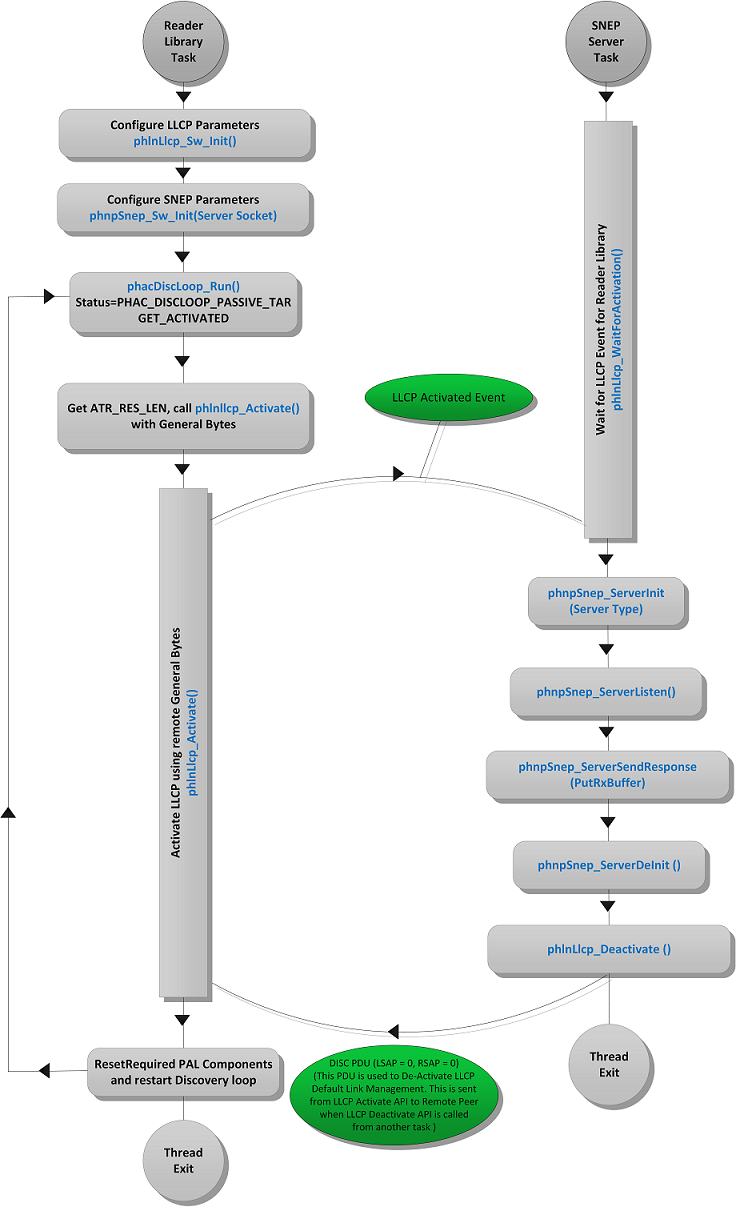 Reader
Library
Task
Configure LLCP Parameters
phlnLlcp_Sw_Init()
Configure SNEP Parameters
phnpSnep_Sw_Init(Server Socket)
phacDiscLoop_Run()
Status=PHAC_DISCLOOP_PASSIVE_TAR
GET_ACTIVATED
Get ATR_RES_LEN, call phlnllcp_Activate()
with General Bytes
Activate LLCP using remote General Bytes
phlnLlcp_Activate()
ResetRequired PAL Components
and restart Discovery loop
Thread
Exit
LLCP Activated Event
SNEP
Server
Task
Wait for LLCP Event for Reader Library
phlnLlcp_WaitForActivation()
phnpSnep_ServerInit
(Server Type)
phnpSnep_ServerListen()
phnpSnep_ServerSendResponse
(PutRxBuffer)
phnpSnep_ServerDeInit ()
phlnLlcp_Deactivate ()
Thread
Exit
DISC PDU (LSAP = 0, RSAP = 0)
(This PDU is used to De-Activate LLCP
Default Link Management. This is sent
from LLCP Activate API to Remote Peer
when LLCP Deactivate API is called
from another task )